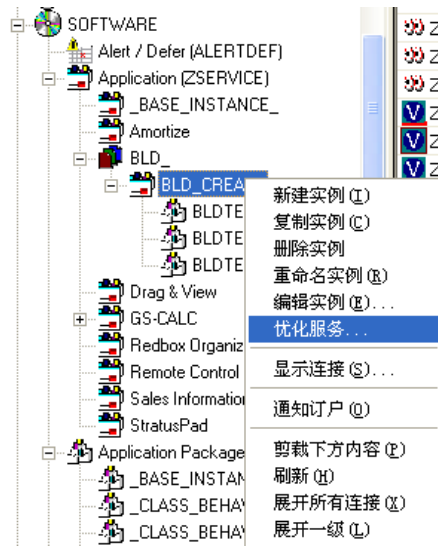 SOFTWARE
Alert / Defer (ALERTDEF)
Application (ZSERVICE)
_BASE_INSTANCE_
Amortize
BLD_
BLD_CREA
BLDTE
BLDTE
BLDTE
Drag & View
GS-CALC
Redbox Organiz
Remote Control
Sales Information
StratusPad
Application Package
_BASE_INSTAN
_CLASS_BEHA
_CLASS_BEHA
新建实例(I)
复制实例(C)
删除实例
重命名实例(R)
编辑实例(E)...
优化服务...
显示连接(S)...
通知订户(O)
剪裁下方内容(P)
刷新(H)
展开所有连接(X)
展开一级(L)
Z
Z
Z
Z
Z
Z